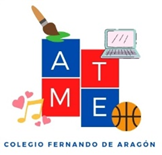 A T
M E
COLEGIO FERNANDO DE ARAGÓN